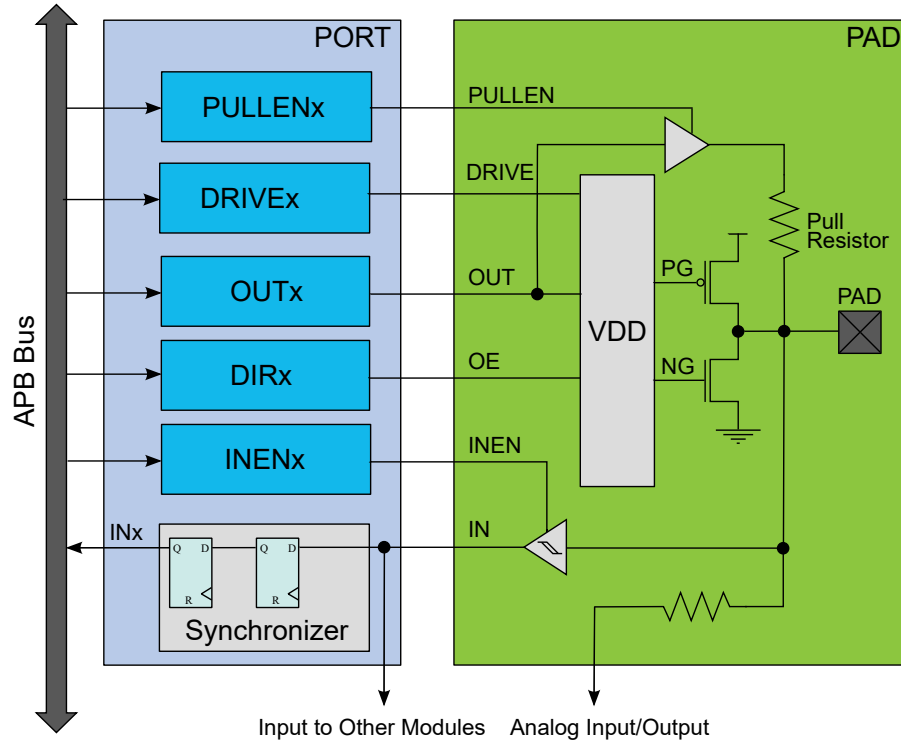 PORT
PAD
APB Bus
PULLENx
PULLEN
DRIVEx
DRIVE
Pull
Resistor
OUTx
OUT
PG
PAD
VDD
DIRx
OE
NG
INENx
INEN
INx
Q D
R
Q D
R
IN
Synchronizer
Input to Other Modules
Analog Input/Output